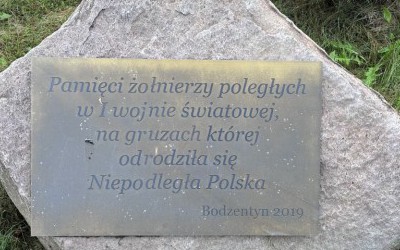 Pamięci żołnierzy poległych
w I wojnie światowej,
na gruzach której
odrodziła się
Niepodległa Polska
Bodzentyn 2019